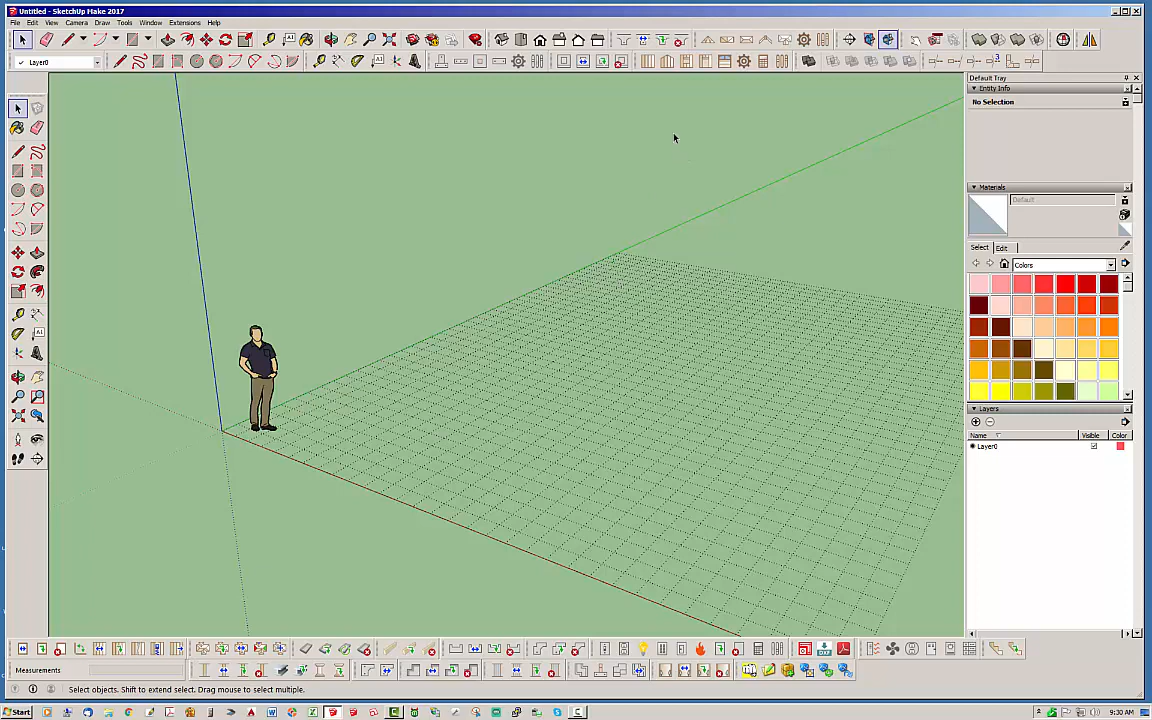 Untitled - SketchUp Make 2017
File Edit View Camera Draw Tools Window Extensions Help
Layer0
Default Tray
Entity Info
No Selection
Materials
Default
Select Edit
Colors
Layers
Name Visible Color
Layer0
Measurements
Select objects. Shift to extend select. Drag mouse to select multiple.
Start
9:30 AM